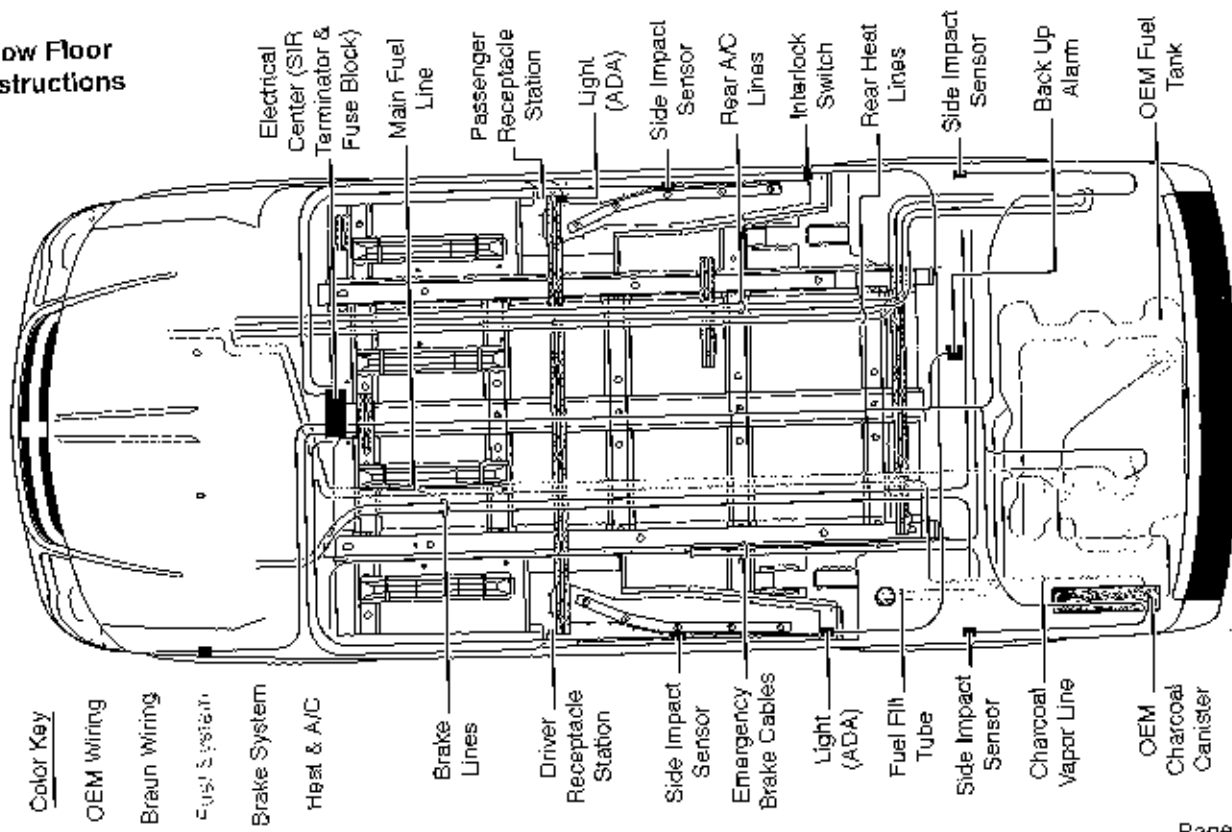 ow Floor
structions
Electrical
Center (SIR
Terminator &
Fuse Block)
Main Fuel
Line
Passenger
Receptacle
Station
Light
(ADA)
Side Impact
Sensor
Rear A/C
Lines
Interlock
Switch
Rear Heat
Lines
Side Impact
Sensor
Back Up
Alarm
OEM Fuel
Tank
Color Key
OEM Wiring
Braun Wiring
Fuel System
Brake System
Heat & A/C
Brake
Lines
Driver
Receptacle
Station
Side Impact
Sensor
Emergency
Brake Cables
Light
(ADA)
Fuel Fill
Tube
Side Impact
Sensor
Charcoal
Vapor Line
OEM
Charcoal
Canister
Page